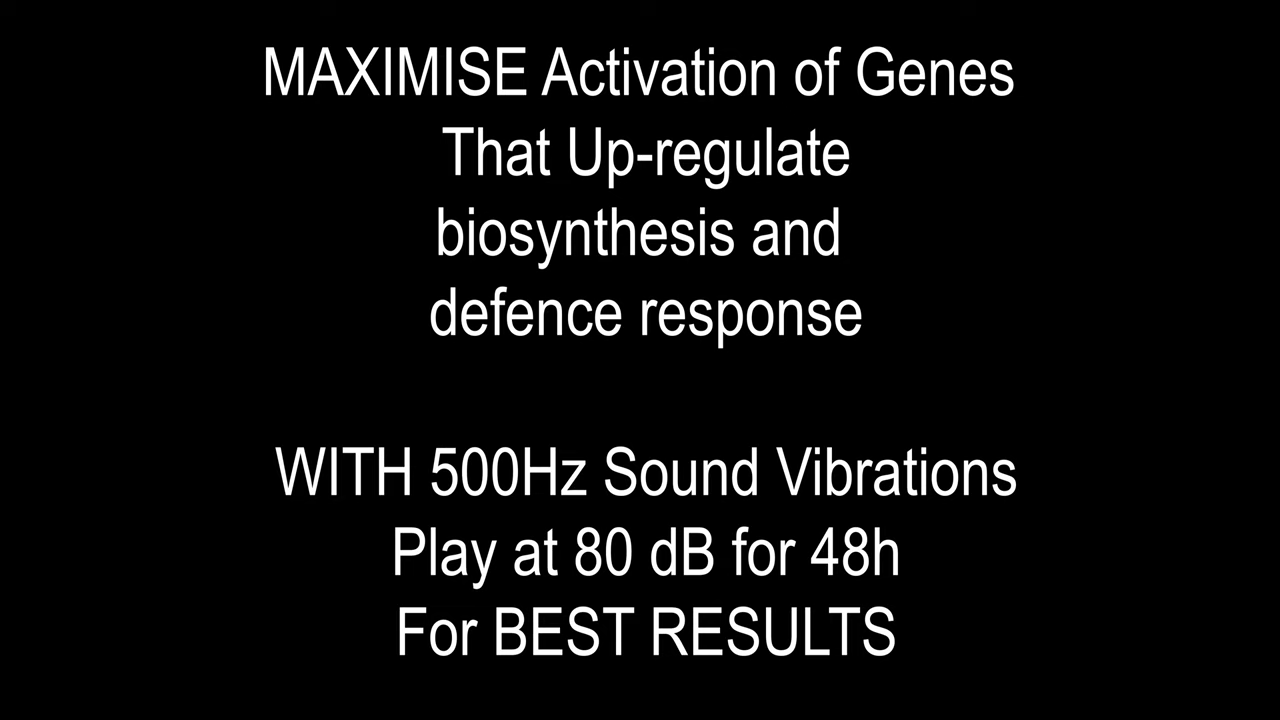 MAXIMISE Activation of Genes
That Up-regulate
biosynthesis and
defence response
WITH 500Hz Sound Vibrations
Play at 80 dB for 48h
For BEST RESULTS